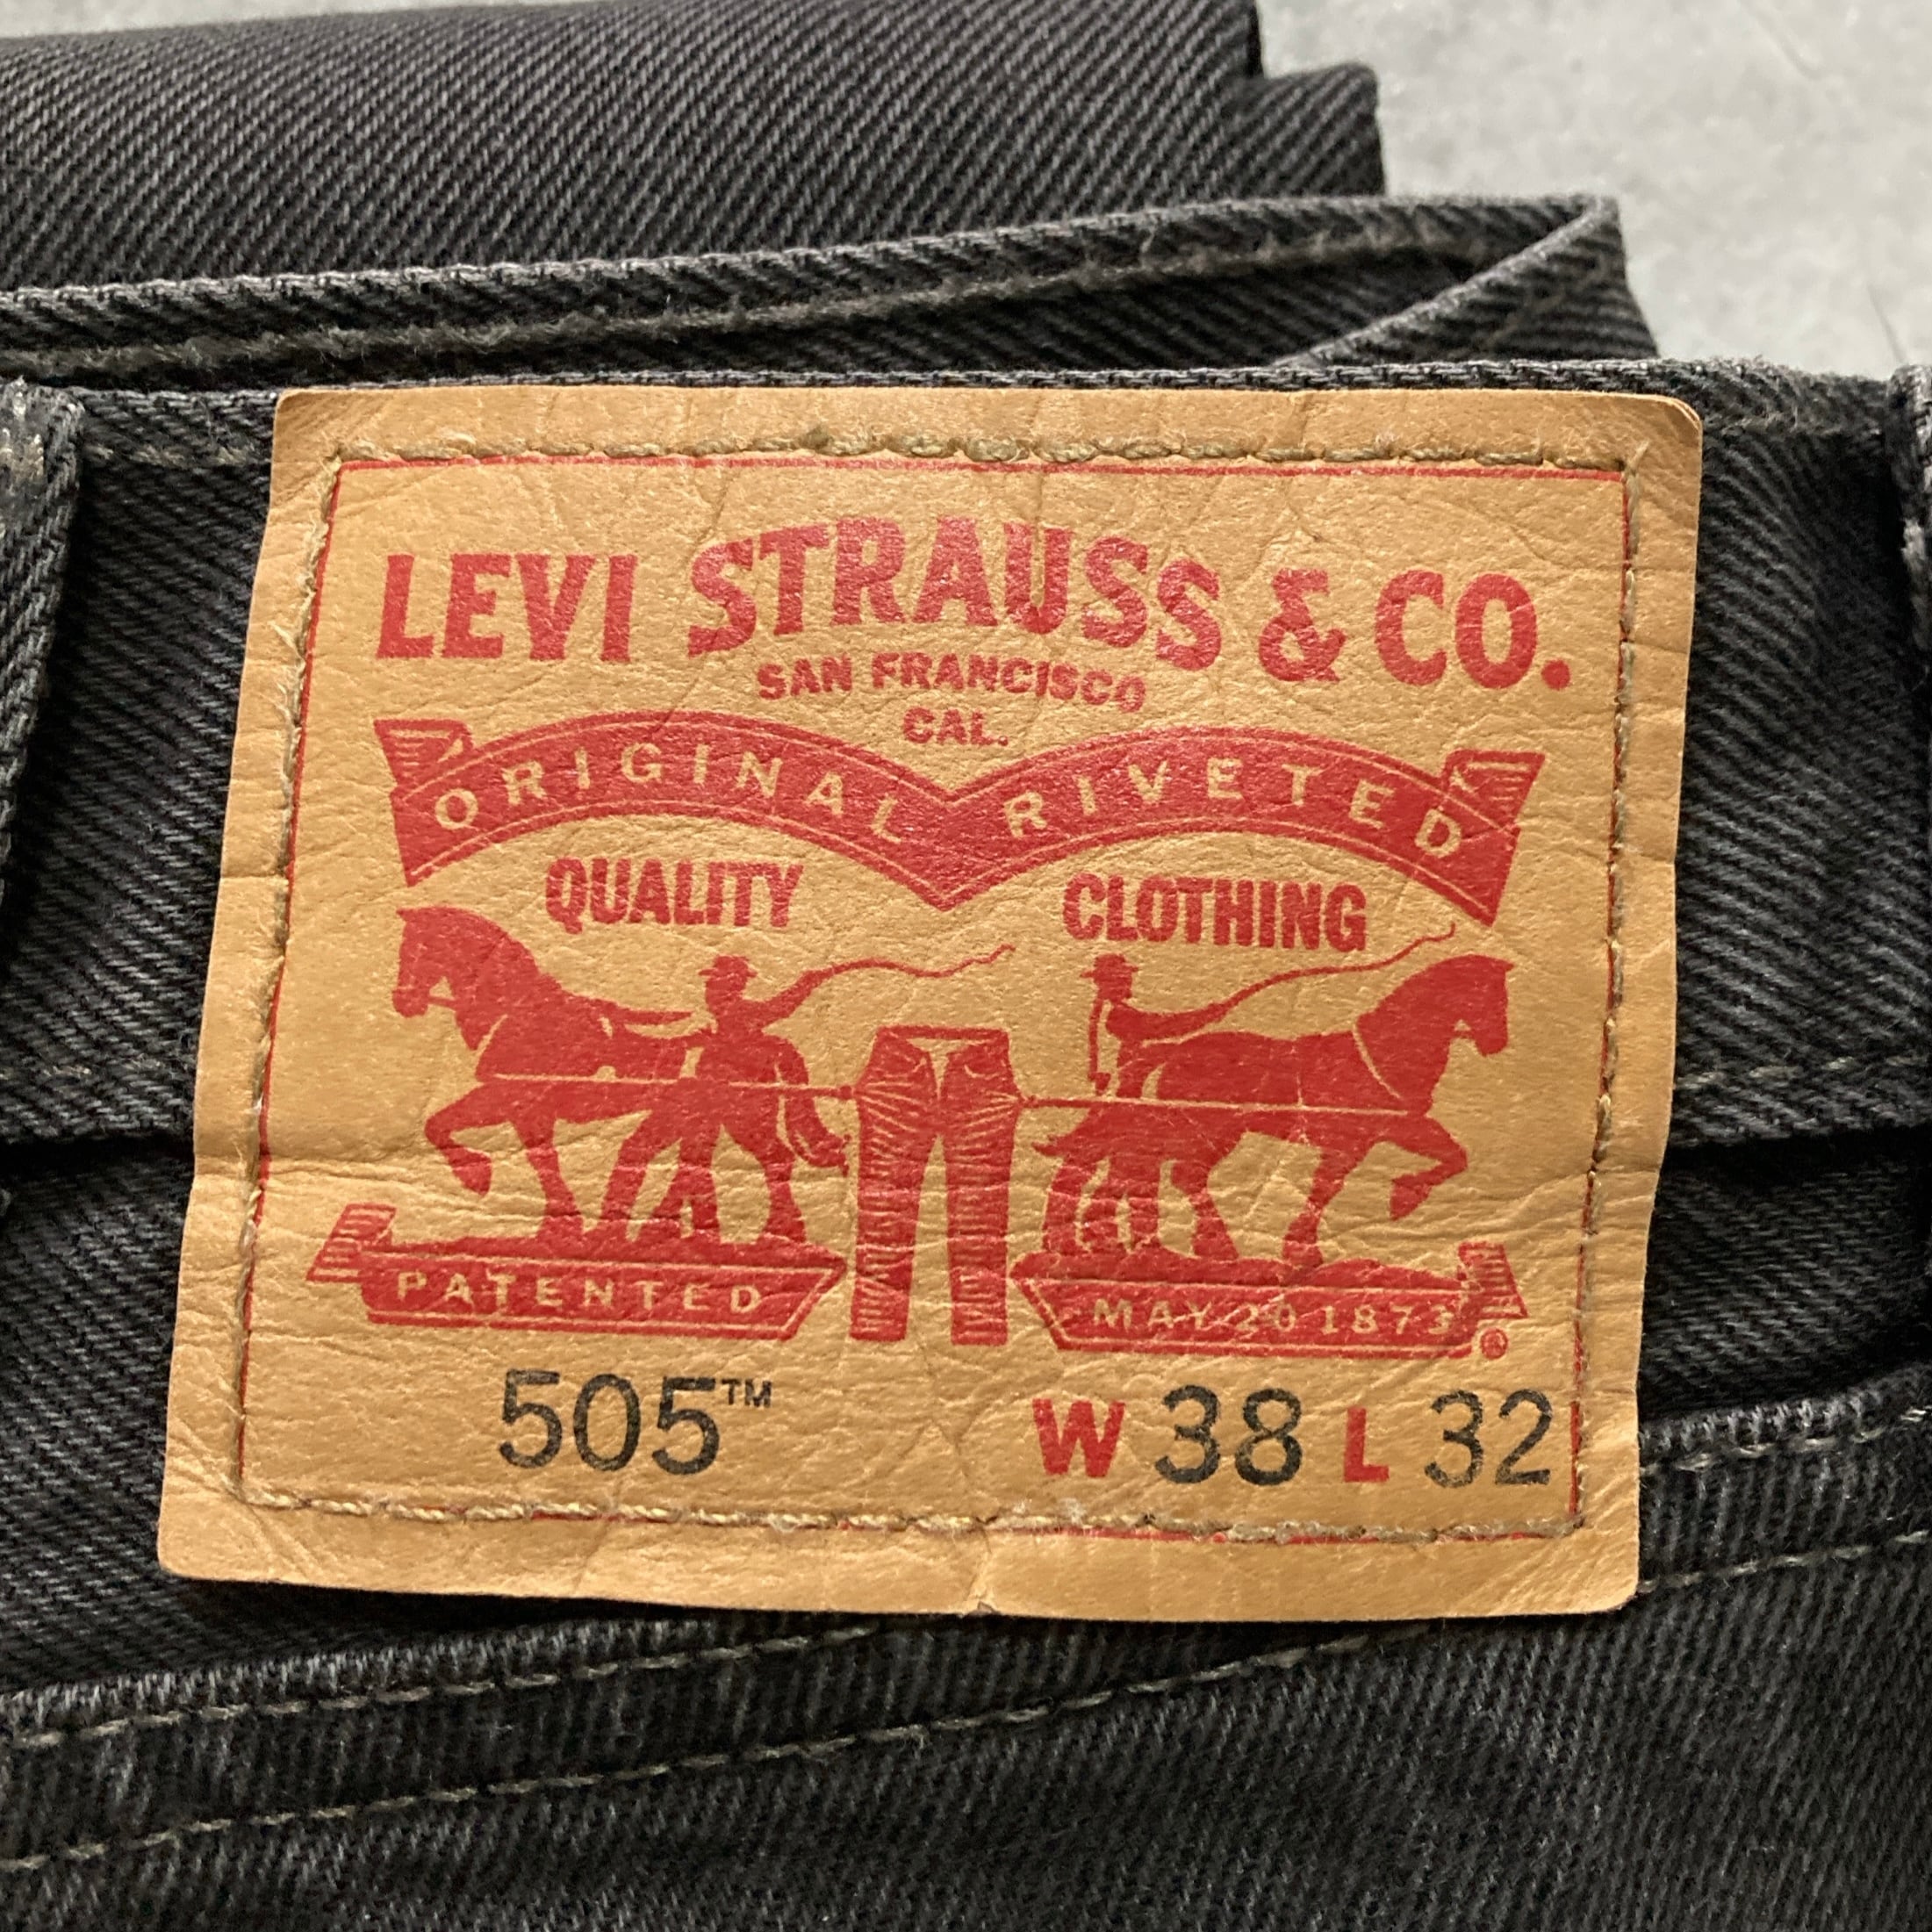 LEVI STRAUSS & CO.
SAN FRANCISCO
CAL.
ORIGINAL RIVETED
QUALITY CLOTHING
PATENTED MAY 20 1873 ®
505™ W 38 L 32